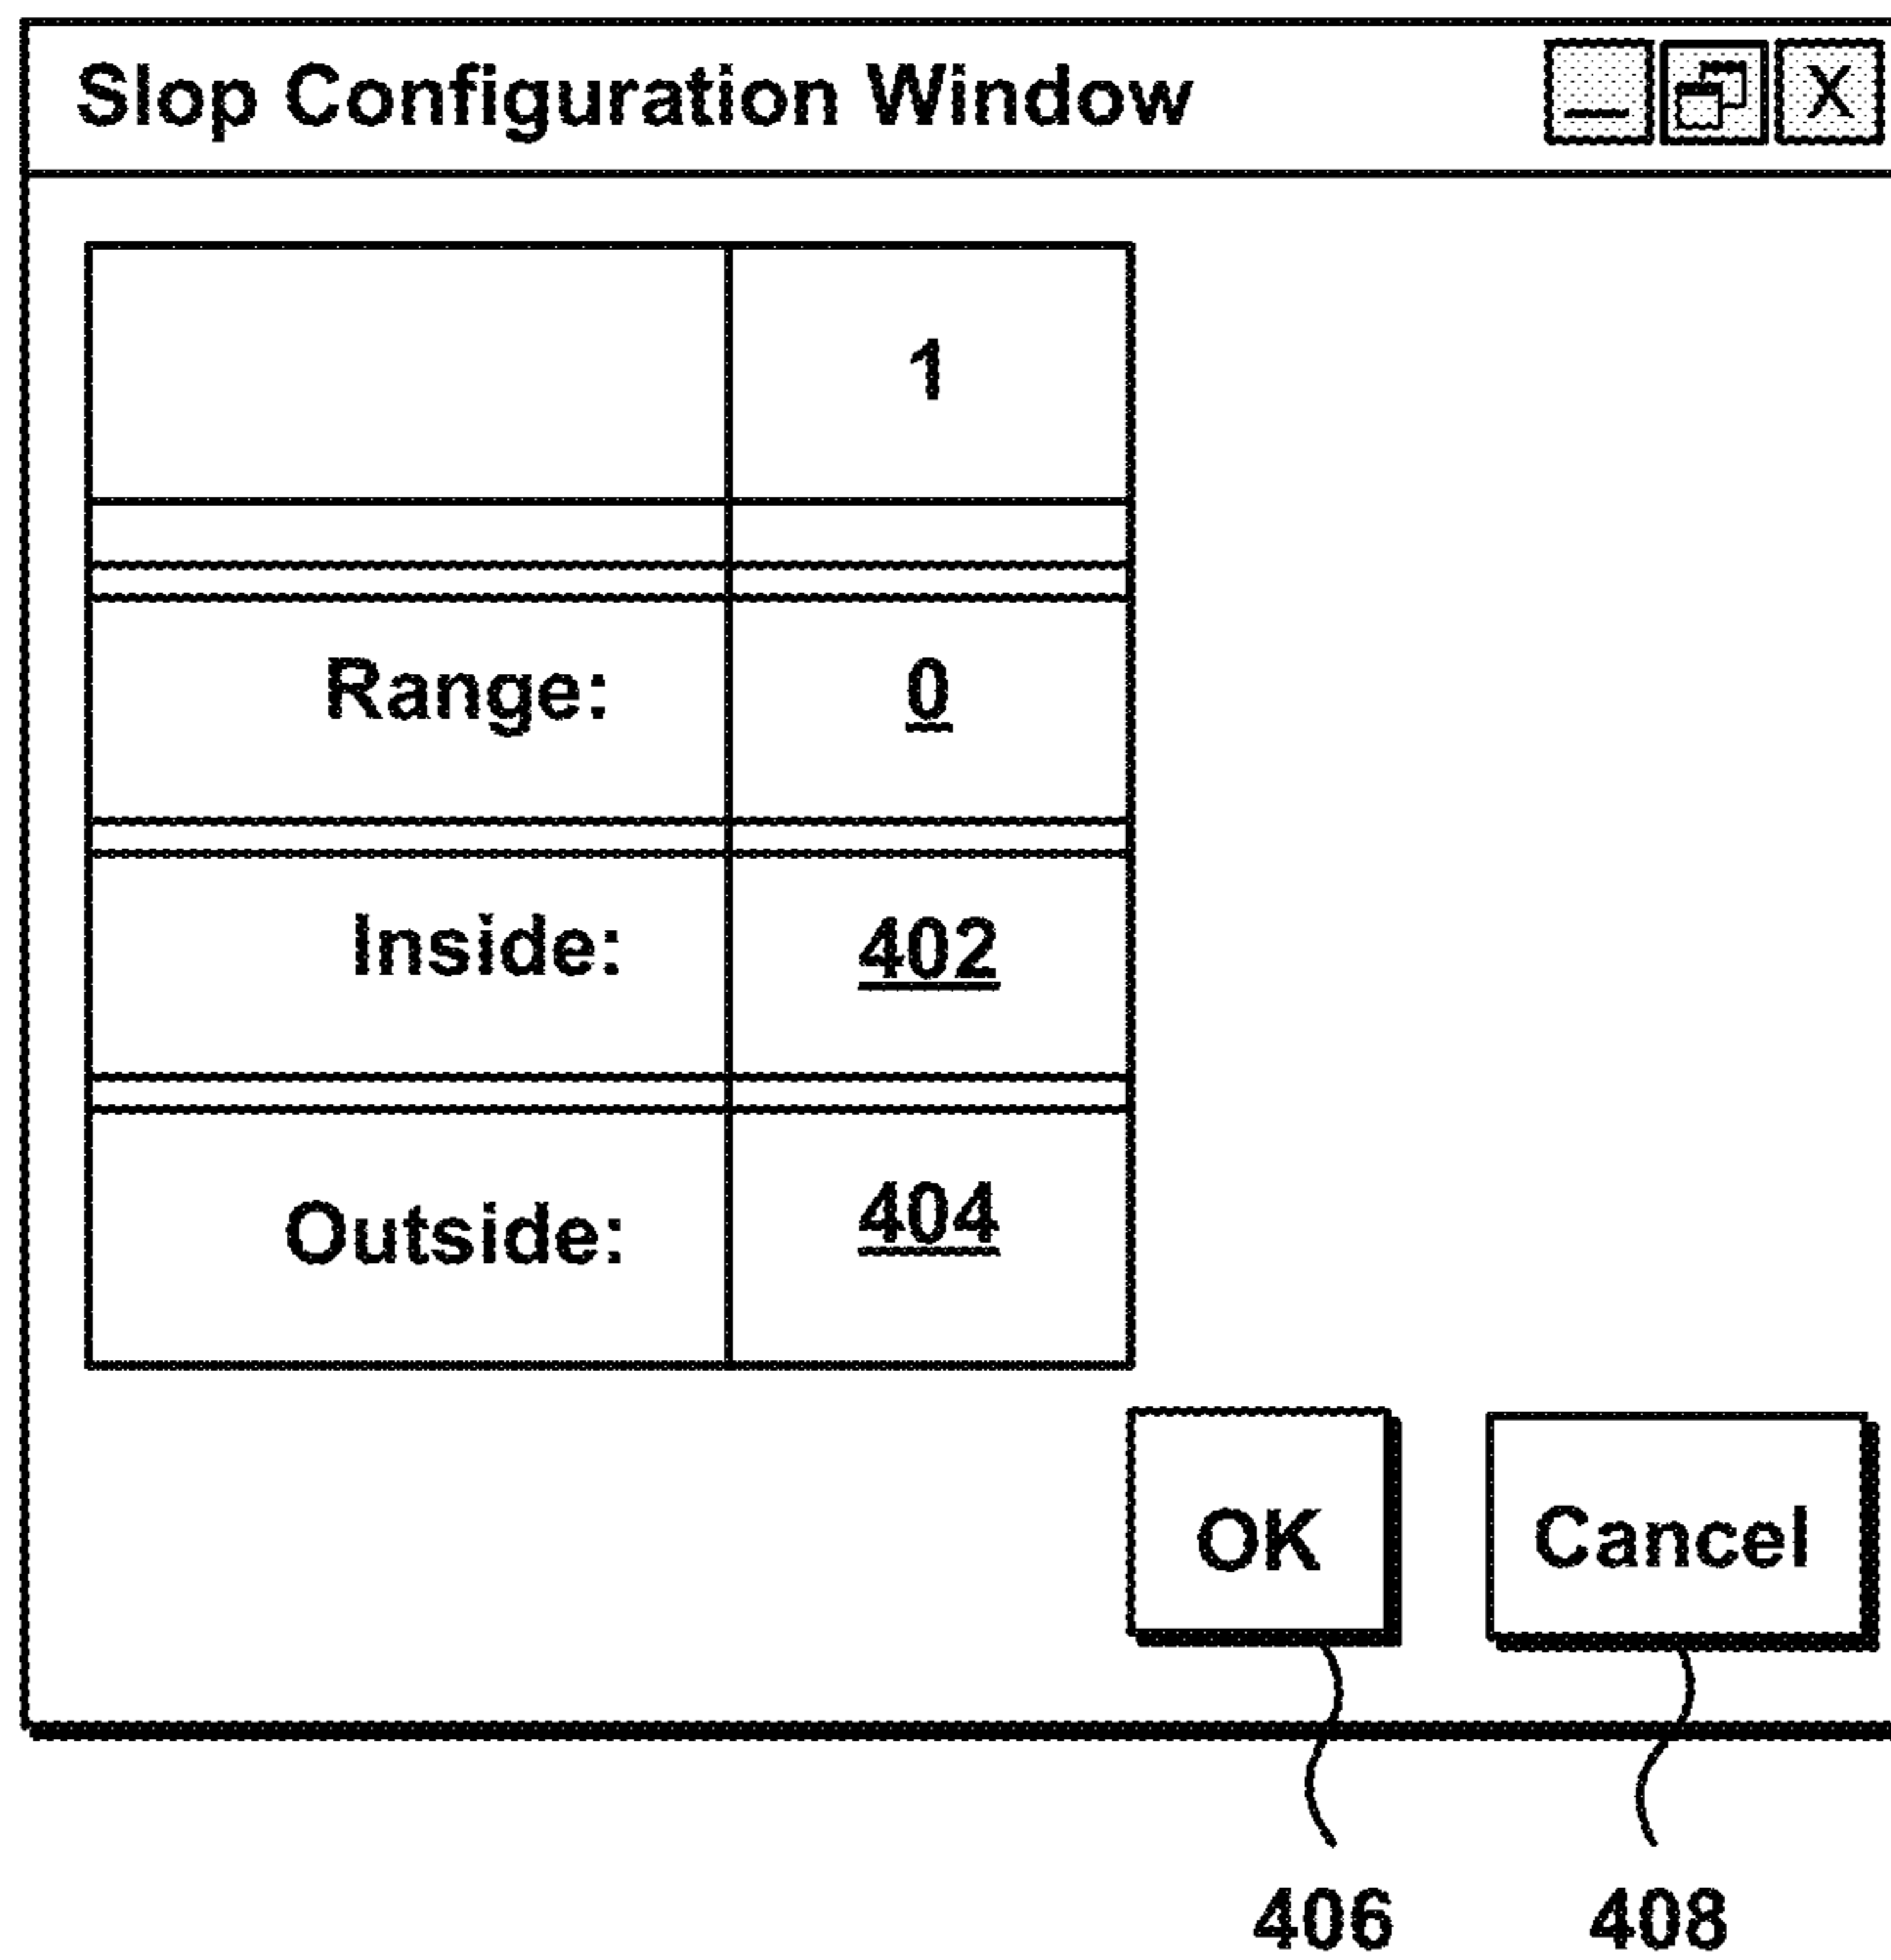 Slop Configuration Window
X
1
Range: 0
Inside: 402
Outside: 404
OK Cancel
406 408